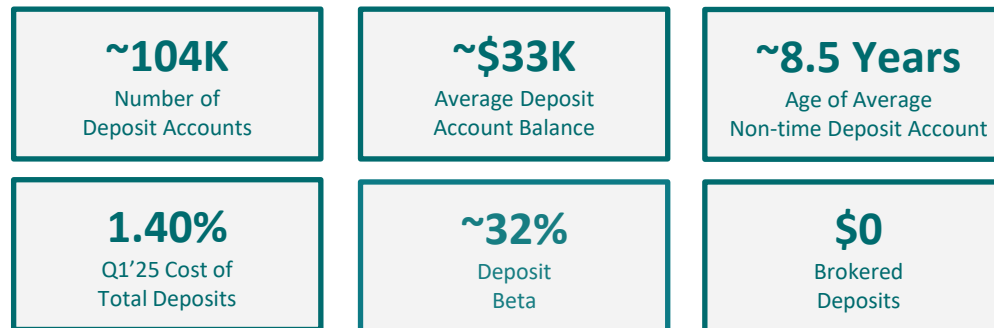 ~104K
Number of
Deposit Accounts
~$33K
Average Deposit
Account Balance
~8.5 Years
Age of Average
Non-time Deposit Account
1.40%
Q1’25 Cost of
Total Deposits
~32%
Deposit
Beta
$0
Brokered
Deposits